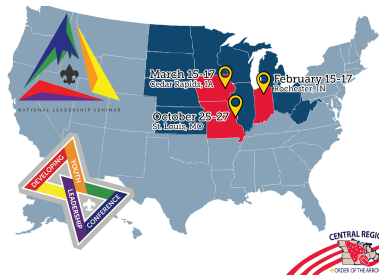 March 15-17
Cedar Rapids, IA
February 15-17
Rochester, IN
October 25-27
St. Louis, MO
NATIONAL LEADERSHIP SEMINAR
DEVELOPING
YOUTH
LEADERSHIP
CONFERENCE
CENTRAL REGIO
ORDER OF THE ARROW